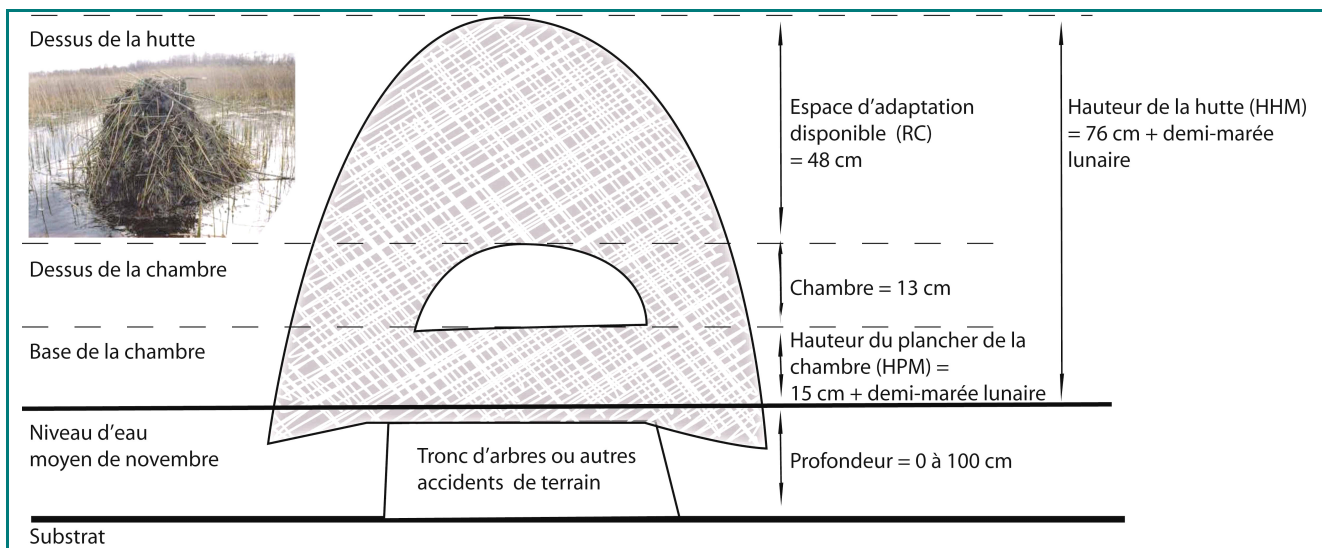 Dessus de la hutte
Espace d'adaptation
disponible (RC)
= 48 cm
Hauteur de la hutte (HHM)
= 76 cm + demi-marée
lunaire
Dessus de la chambre
Chambre = 13 cm
Base de la chambre
Hauteur du plancher de la
chambre (HPM) =
15 cm + demi-marée lunaire
Niveau d'eau
moyen de novembre
Tronc d'arbres ou autres
accidents de terrain
Profondeur = 0 à 100 cm
Substrat